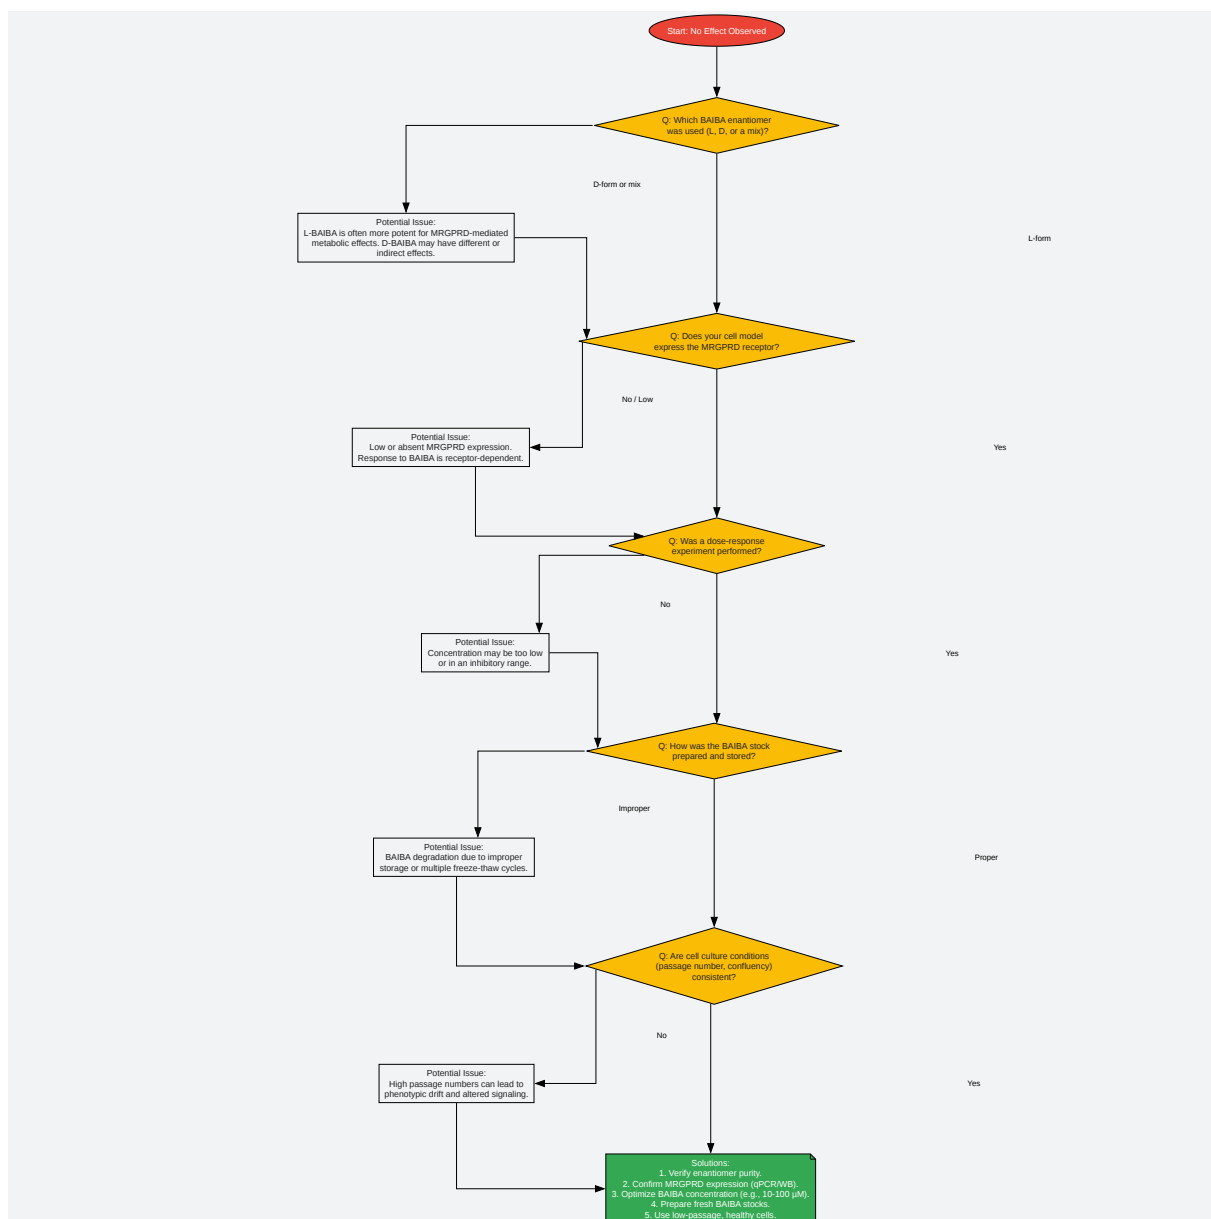 Start: No Effect Observed
Q: Which BAIBA enantiomer
was used (L, D, or a mix)?
D-form or mix
Potential Issue:
L-BAIBA is often more potent for MRGPRD-mediated
metabolic effects. D-BAIBA may have different or
indirect effects.
L-form
Q: Does your cell model
express the MRGPRD receptor?
No / Low
Potential Issue:
Low or absent MRGPRD expression.
Response to BAIBA is receptor-dependent.
Yes
Q: Was a dose-response
experiment performed?
No
Potential Issue:
Concentration may be too low
or in an inhibitory range.
Yes
Q: How was the BAIBA stock
prepared and stored?
Improper
Potential Issue:
BAIBA degradation due to improper
storage or multiple freeze-thaw cycles.
Proper
Q: Are cell culture conditions
(passage number, confluency)
consistent?
No
Potential Issue:
High passage numbers can lead to
phenotypic drift and altered signaling.
Yes
Solutions:
1. Verify enantiomer purity.
2. Confirm MRGPRD expression (qPCR/WB).
3. Optimize BAIBA concentration (e.g., 10-100 µM).
4. Prepare fresh BAIBA stocks.
5. Use low-passage, healthy cells.